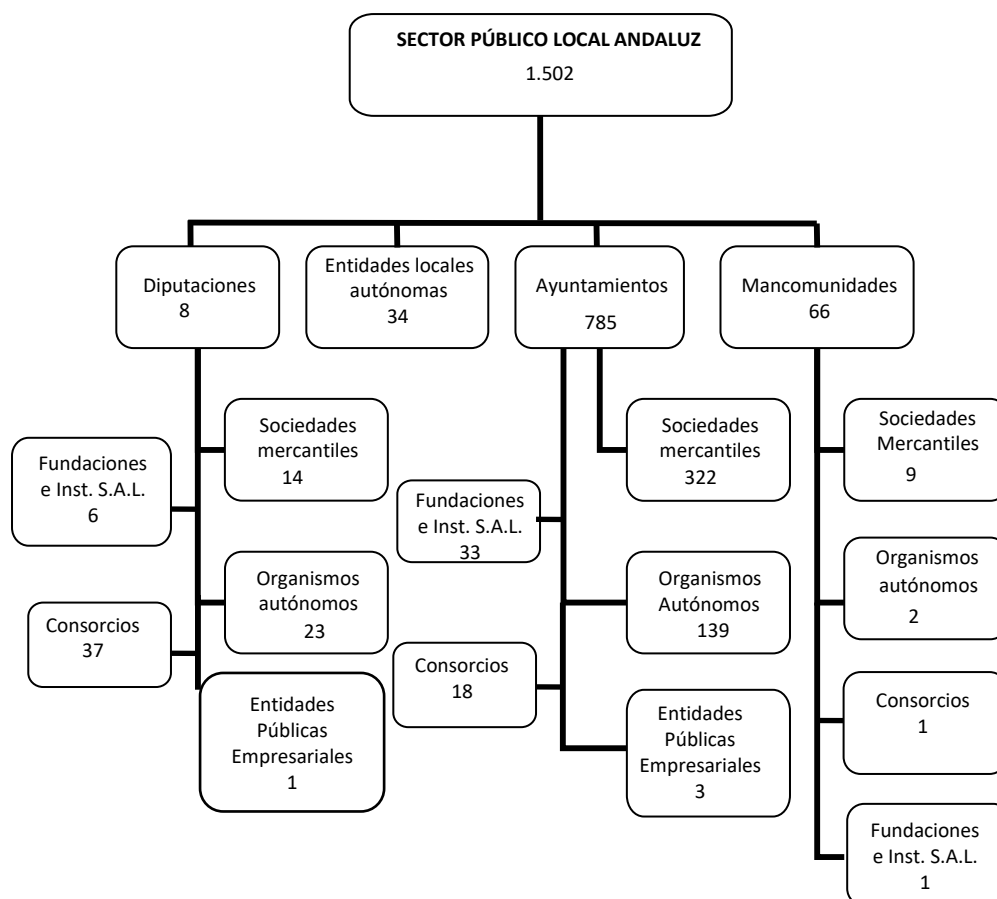 SECTOR PÚBLICO LOCAL ANDALUZ
1.502
Diputaciones
8
Entidades locales
autónomas
34
Ayuntamientos
785
Mancomunidades
66
Sociedades
mercantiles
14
Fundaciones
e Inst. S.A.L.
6
Organismos
autónomos
23
Consorcios
37
Entidades
Públicas
Empresariales
1
Sociedades
mercantiles
322
Fundaciones
e Inst. S.A.L.
33
Organismos
Autónomos
139
Consorcios
18
Entidades
Públicas
Empresariales
3
Sociedades
Mercantiles
9
Organismos
autónomos
2
Consorcios
1
Fundaciones
e Inst. S.A.L.
1